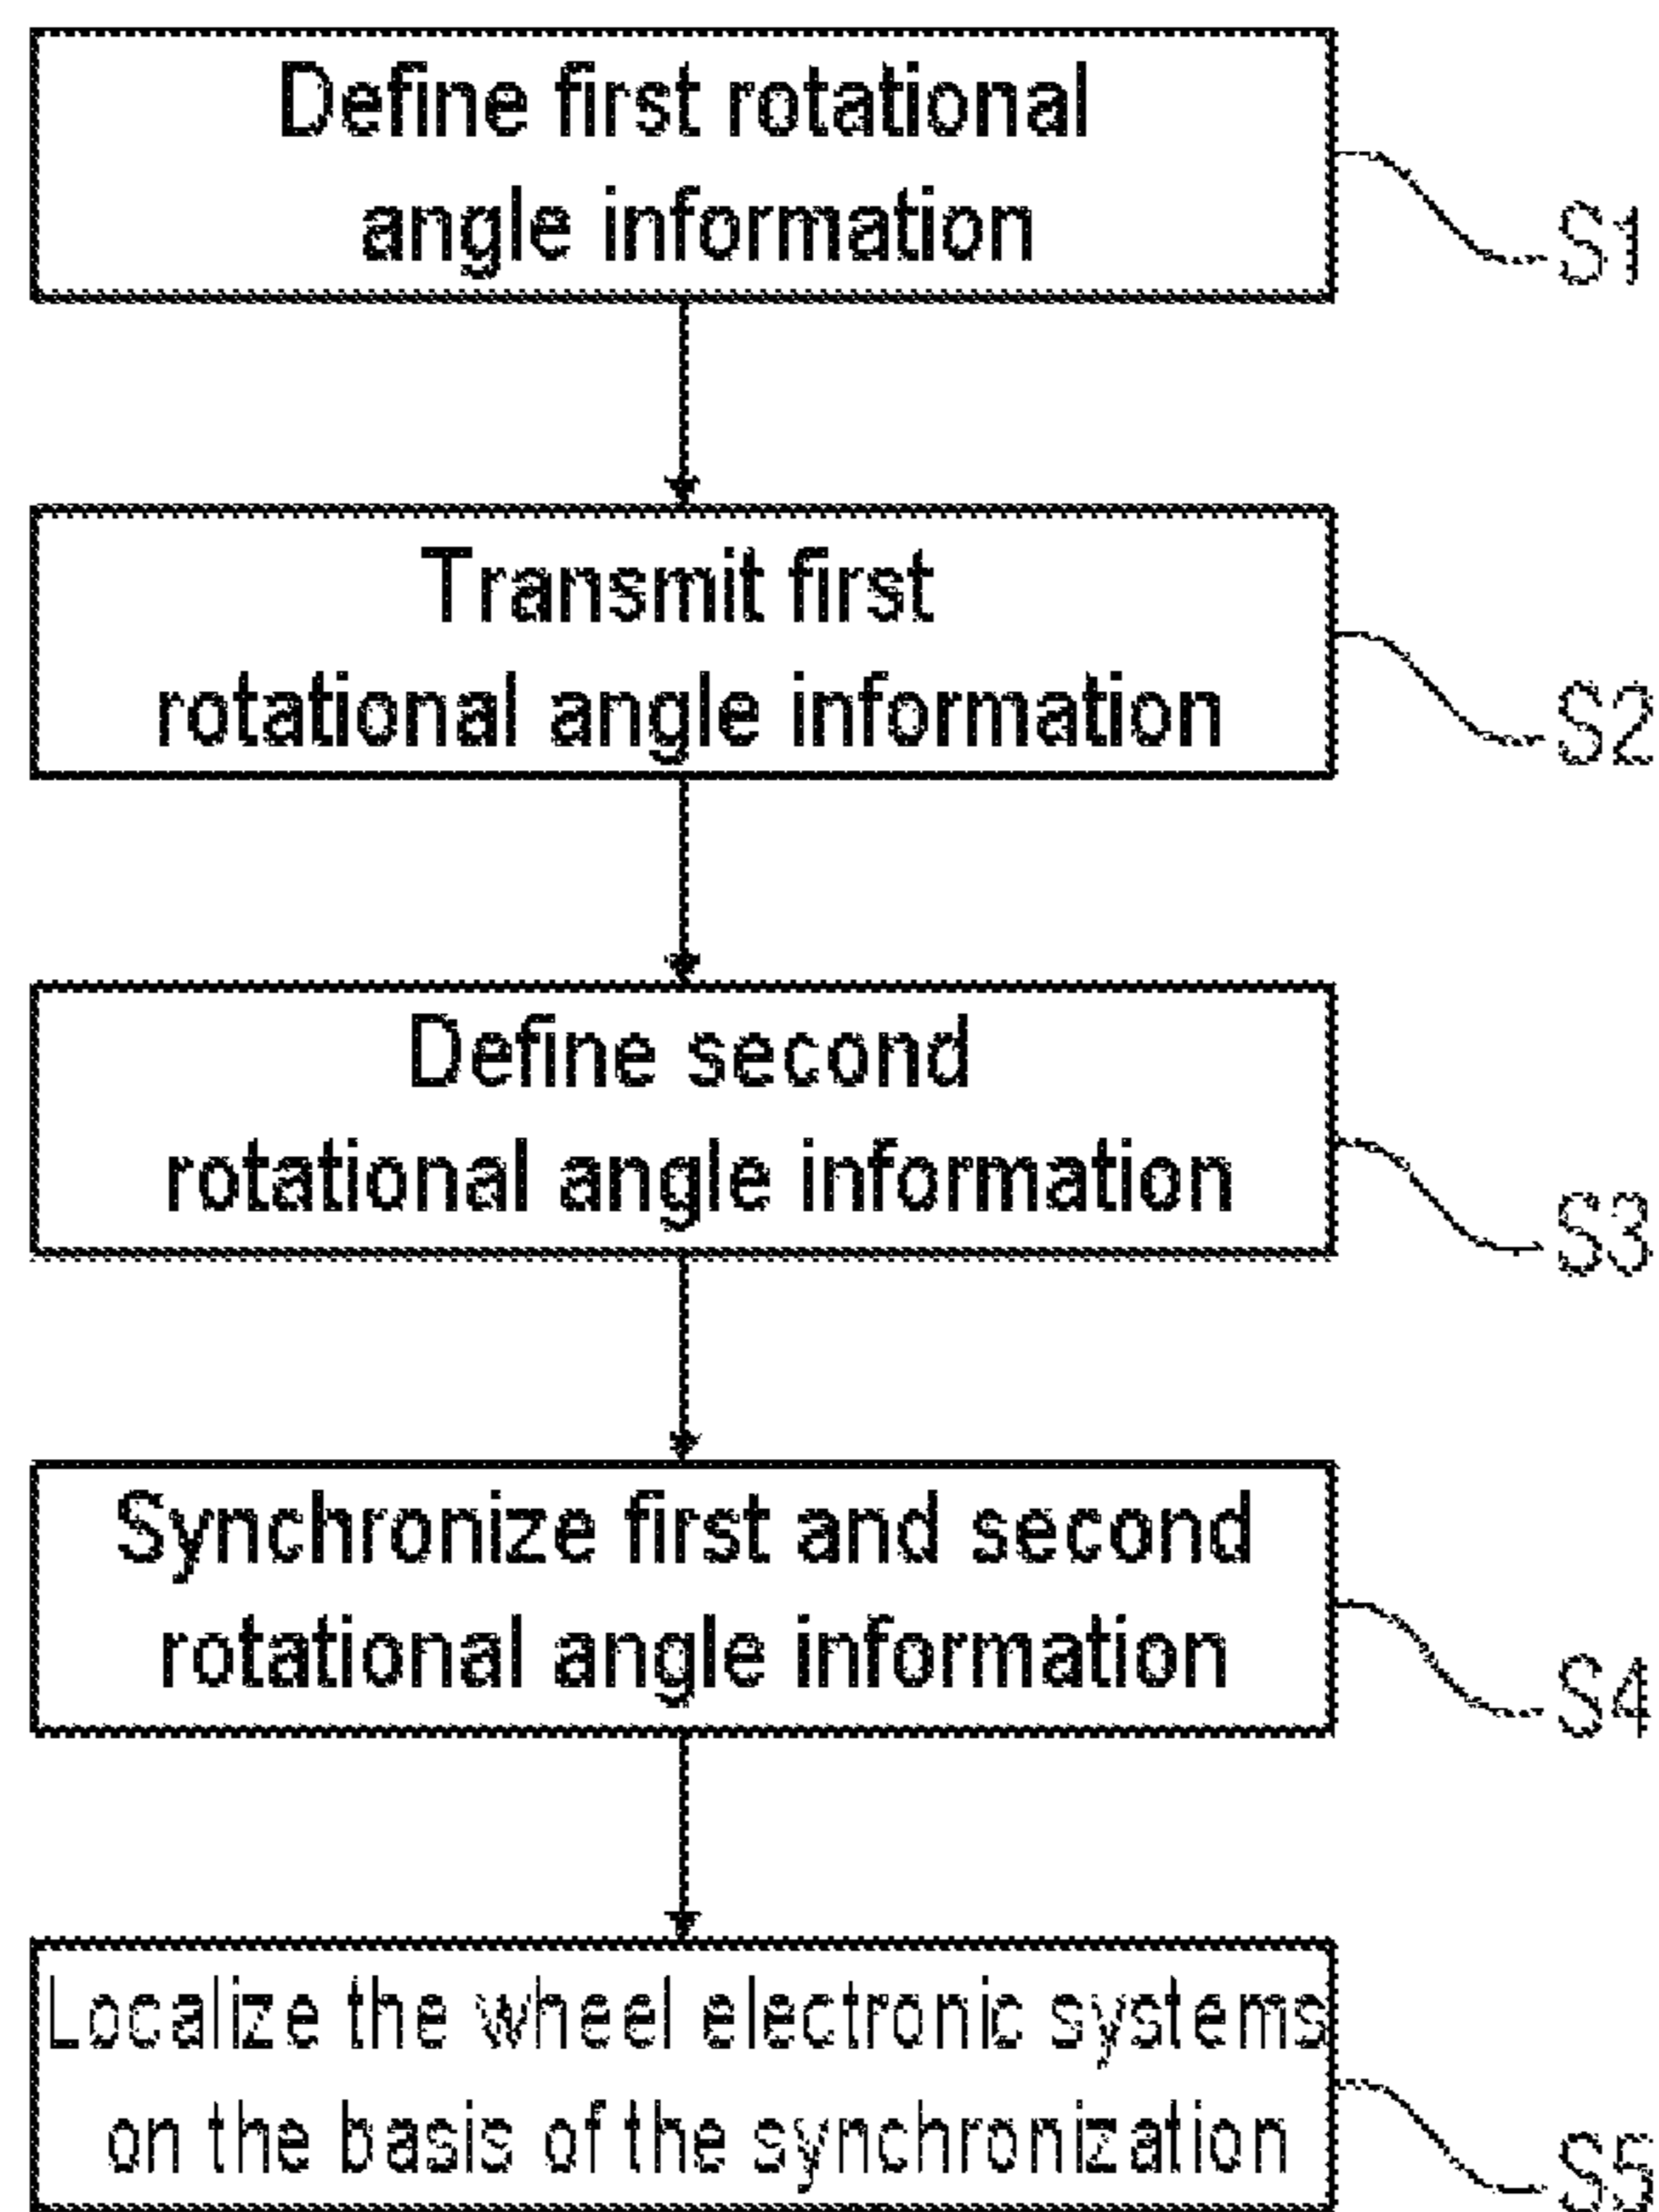 Define first rotational
angle information
S1
Transmit first
rotational angle information
S2
Define second
rotational angle information
S3
Synchronize first and second
rotational angle information
S4
Localize the wheel electronic systems
on the basis of the synchronization
S5